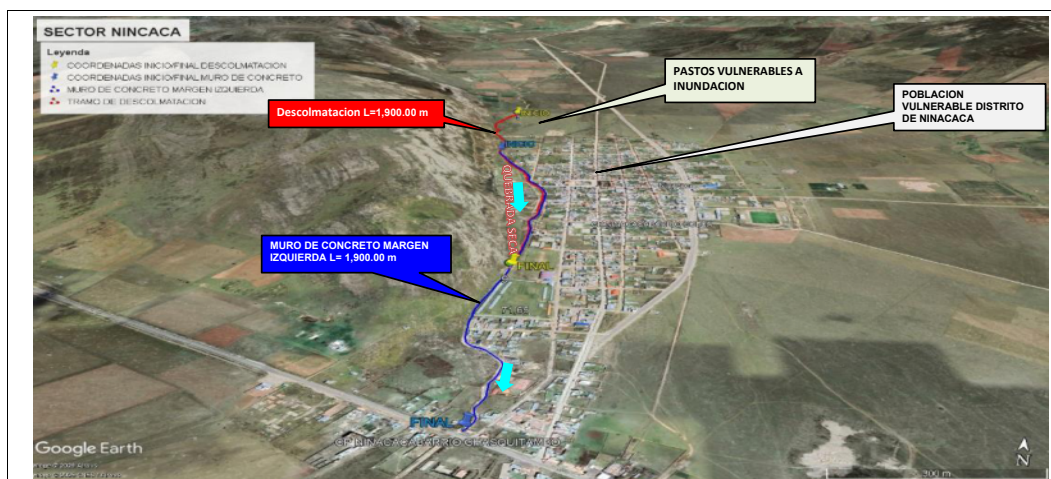 SECTOR NINCACA
Leyenda
COORDENADAS INICIO/FINAL DESCOLMATACION
COORDENADAS INICIO/FINAL MURO DE CONCRETO
MURO DE CONCRETO MARGEN IZQUIERDA
TRAMO DE DESCOLMATACION
PASTOS VULNERABLES A
INUNDACION
POBLACION
VULNERABLE DISTRITO
DE NINACACA
Descolmatacion L=1,900.00 m
INICIO
INICIO
QUEBRADA SECA
MURO DE CONCRETO MARGEN
IZQUIERDA L= 1,900.00 m
FINAL
FINAL
Google Earth
300 m
N